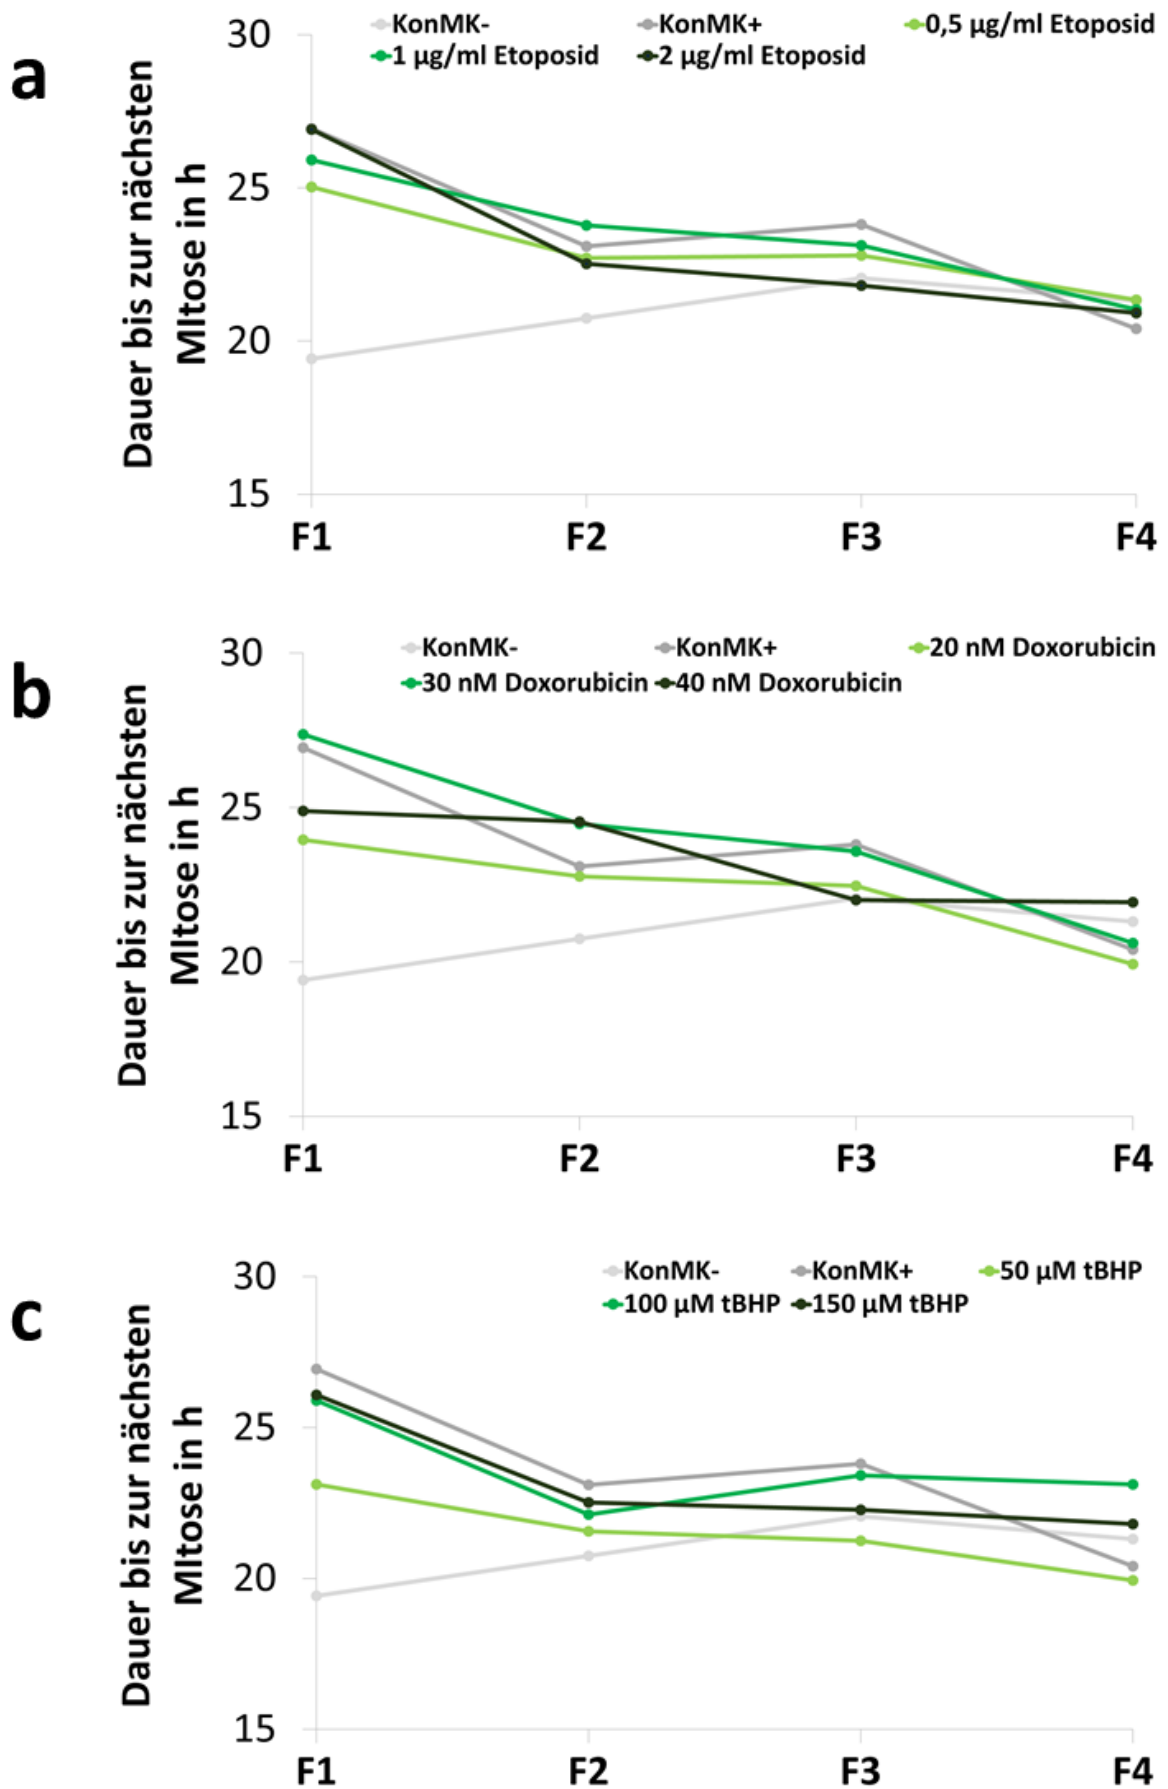 a
KonMK- KonMK+ 0,5 µg/ml Etoposid
1 µg/ml Etoposid 2 µg/ml Etoposid
Dauer bis zur nächsten
MItose in h
30
25
20
15
F1 F2 F3 F4
b
KonMK- KonMK+ 20 nM Doxorubicin
30 nM Doxorubicin 40 nM Doxorubicin
Dauer bis zur nächsten
MItose in h
30
25
20
15
F1 F2 F3 F4
c
KonMK- KonMK+ 50 µM tBHP
100 µM tBHP 150 µM tBHP
Dauer bis zur nächsten
MItose in h
30
25
20
15
F1 F2 F3 F4